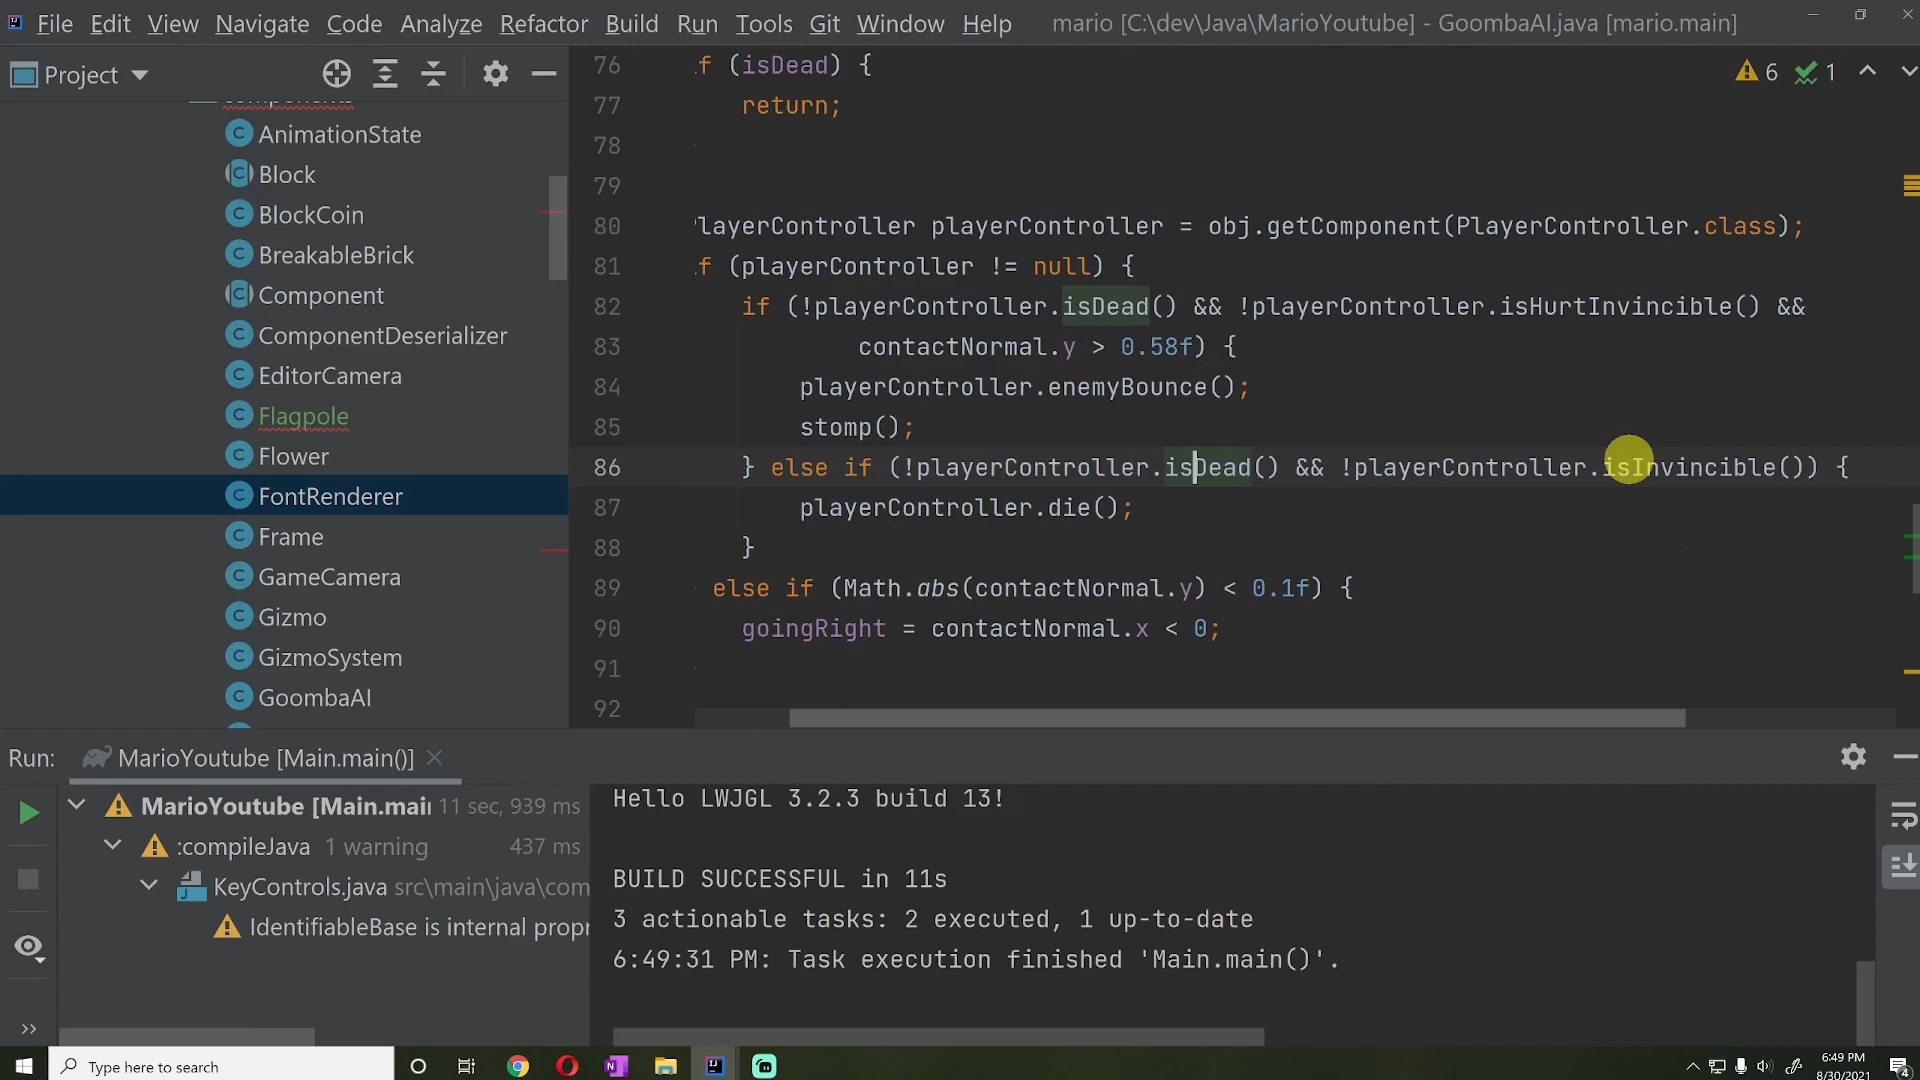 File Edit View Navigate Code Analyze Refactor Build Run Tools Git Window Help mario [C:\dev\Java\MarioYoutube] - GoombaAI.java [mario.main]
Project
components
AnimationState
Block
BlockCoin
BreakableBrick
Component
ComponentDeserializer
EditorCamera
Flagpole
Flower
FontRenderer
Frame
GameCamera
Gizmo
GizmoSystem
GoombaAI
6 1
76 if (isDead) {
77 return;
78
79
80 layerController playerController = obj.getComponent(PlayerController.class);
81 if (playerController != null) {
82 if (!playerController.isDead() && !playerController.isHurtInvincible() &&
83 contactNormal.y > 0.58f) {
84 playerController.enemyBounce();
85 stomp();
86 } else if (!playerController.isDead() && !playerController.isInvincible()) {
87 playerController.die();
88 }
89 else if (Math.abs(contactNormal.y) < 0.1f) {
90 goingRight = contactNormal.x < 0;
91
92
Run: MarioYoutube [Main.main()]
MarioYoutube [Main.mai 11 sec, 939 ms
:compileJava 1 warning 437 ms
KeyControls.java src\main\java\com
IdentifiableBase is internal propr
Hello LWJGL 3.2.3 build 13!
BUILD SUCCESSFUL in 11s
3 actionable tasks: 2 executed, 1 up-to-date
6:49:31 PM: Task execution finished 'Main.main()'.
Type here to search
6:49 PM
8/30/2021
4